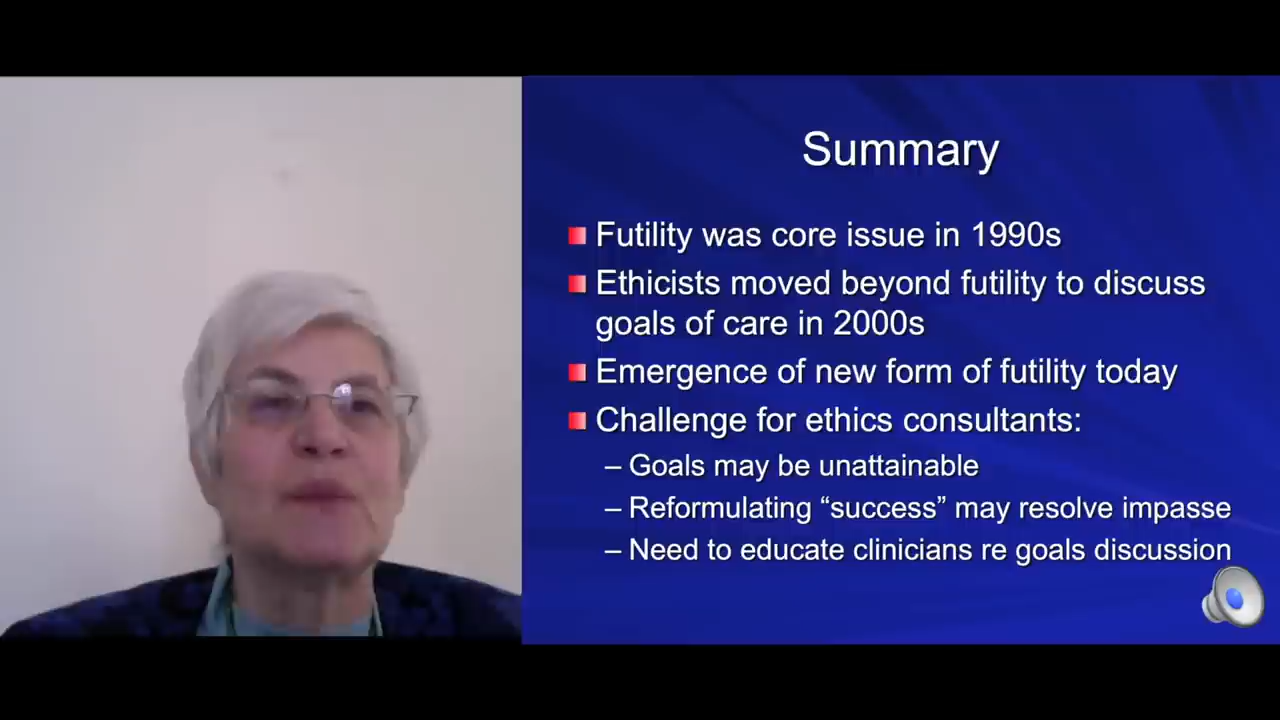 Summary
Futility was core issue in 1990s
Ethicists moved beyond futility to discuss
goals of care in 2000s
Emergence of new form of futility today
Challenge for ethics consultants:
– Goals may be unattainable
– Reformulating “success” may resolve impasse
– Need to educate clinicians re goals discussion